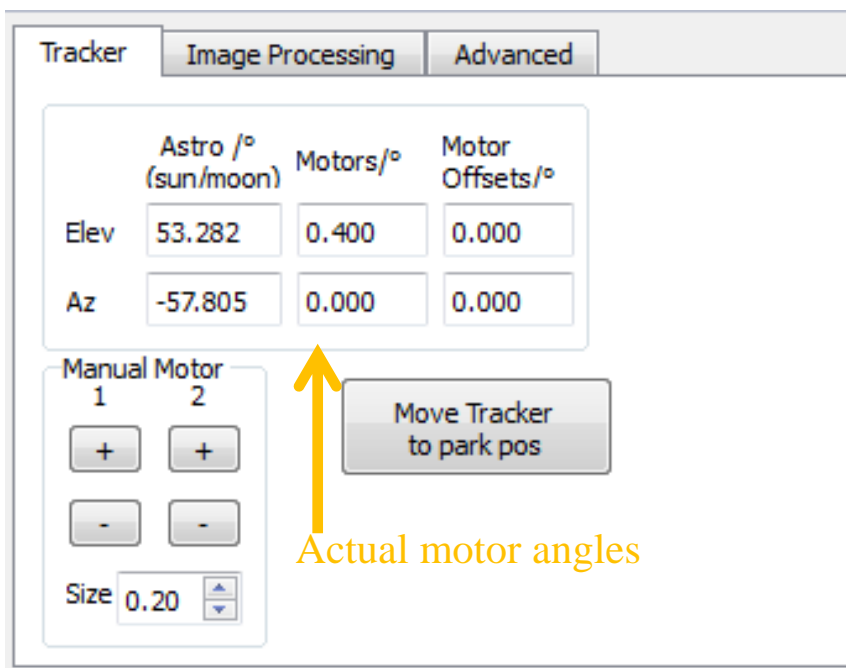 Tracker Image Processing Advanced
Astro /° Motors/° Motor
(sun/moon) Offsets/°
Elev 53.282 0.400 0.000
Az -57.805 0.000 0.000
Manual Motor
1 2
+ +
- -
Size 0.20
Move Tracker
to park pos
Actual motor angles